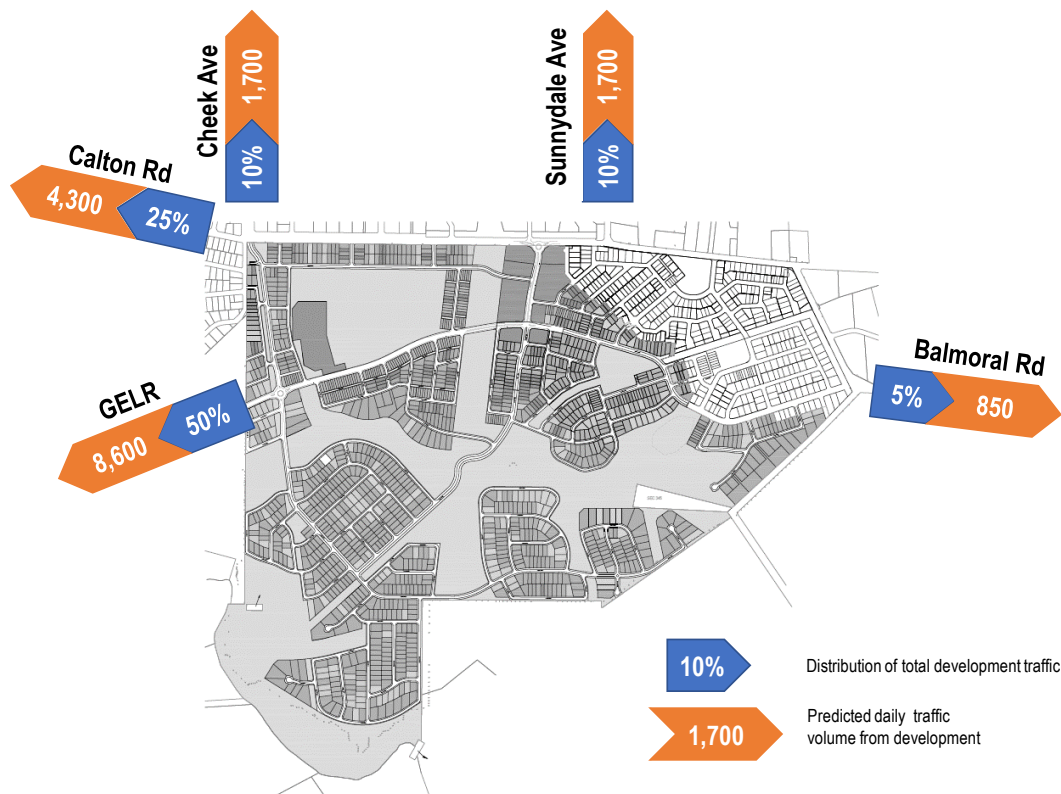 Cheek Ave
1,700
10%
Sunnydale Ave
1,700
10%
Calton Rd
4,300
25%
GELR
8,600
50%
Balmoral Rd
5%
850
10%
Distribution of total development traffic
1,700
Predicted daily traffic
volume from development